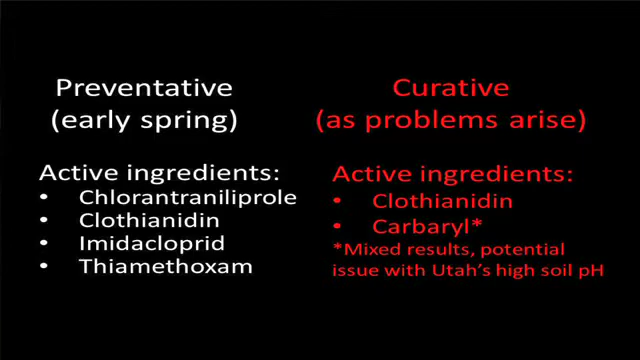 Preventative
(early spring)
Active ingredients:
• Chlorantraniliprole
• Clothianidin
• Imidacloprid
• Thiamethoxam
Curative
(as problems arise)
Active ingredients:
• Clothianidin
• Carbaryl*
*Mixed results, potential
issue with Utah's high soil pH